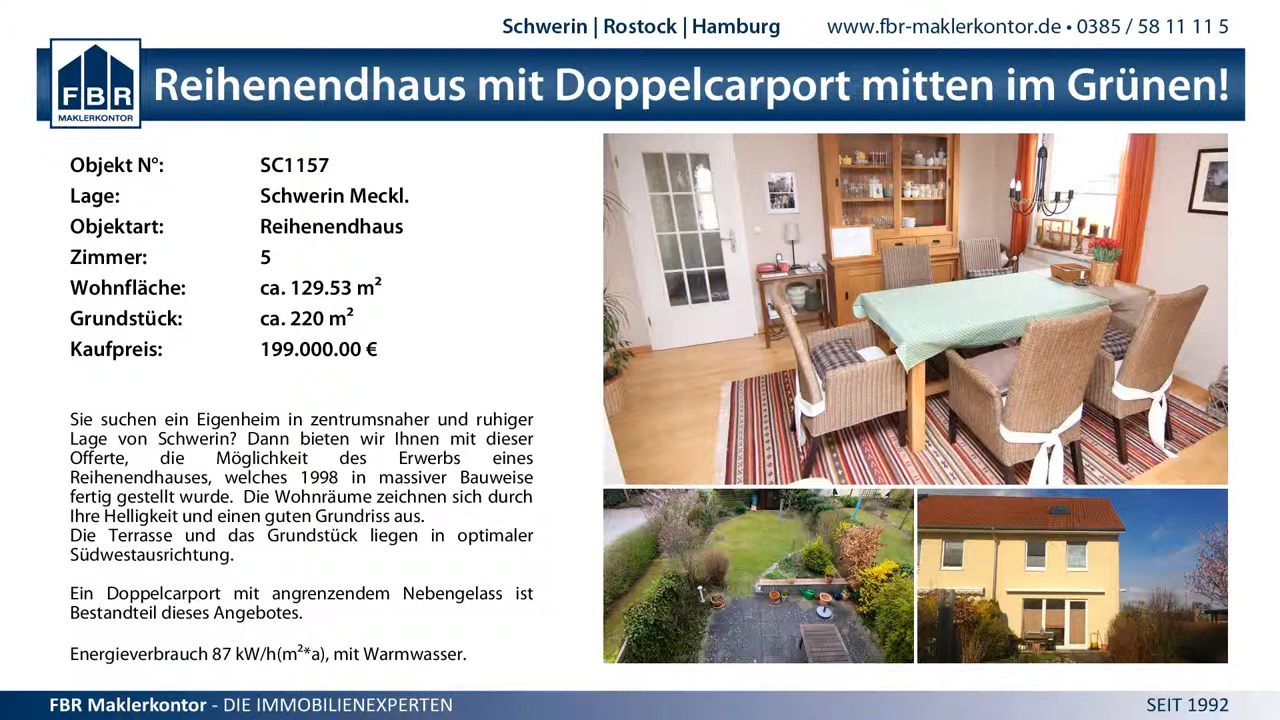 Schwerin | Rostock | Hamburg www.fbr-maklerkontor.de • 0385 / 58 11 11 5
FBR
MAKLERKONTOR
Reihenendhaus mit Doppelcarport mitten im Grünen!
Objekt N°: SC1157
Lage: Schwerin Meckl.
Objektart: Reihenendhaus
Zimmer: 5
Wohnfläche: ca. 129.53 m²
Grundstück: ca. 220 m²
Kaufpreis: 199.000.00 €
Sie suchen ein Eigenheim in zentrumsnaher und ruhiger
Lage von Schwerin? Dann bieten wir Ihnen mit dieser
Offerte, die Möglichkeit des Erwerbs eines
Reihenendhauses, welches 1998 in massiver Bauweise
fertig gestellt wurde. Die Wohnräume zeichnen sich durch
Ihre Helligkeit und einen guten Grundriss aus.
Die Terrasse und das Grundstück liegen in optimaler
Südwestausrichtung.
Ein Doppelcarport mit angrenzendem Nebengelass ist
Bestandteil dieses Angebotes.
Energieverbrauch 87 kW/h(m²*a), mit Warmwasser.
FBR Maklerkontor - DIE IMMOBILIENEXPERTEN SEIT 1992